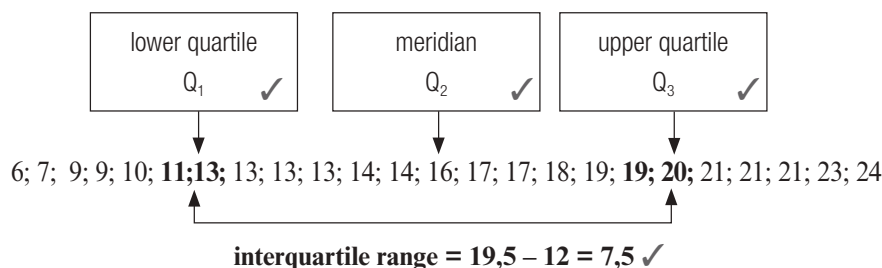 lower quartile meridian upper quartile
Q₁ ✓ Q₂ ✓ Q₃ ✓
6; 7; 9; 9; 10; 11;13; 13; 13; 13; 14; 14; 16; 17; 17; 18; 19; 19; 20; 21; 21; 21; 23; 24
interquartile range = 19,5 – 12 = 7,5 ✓